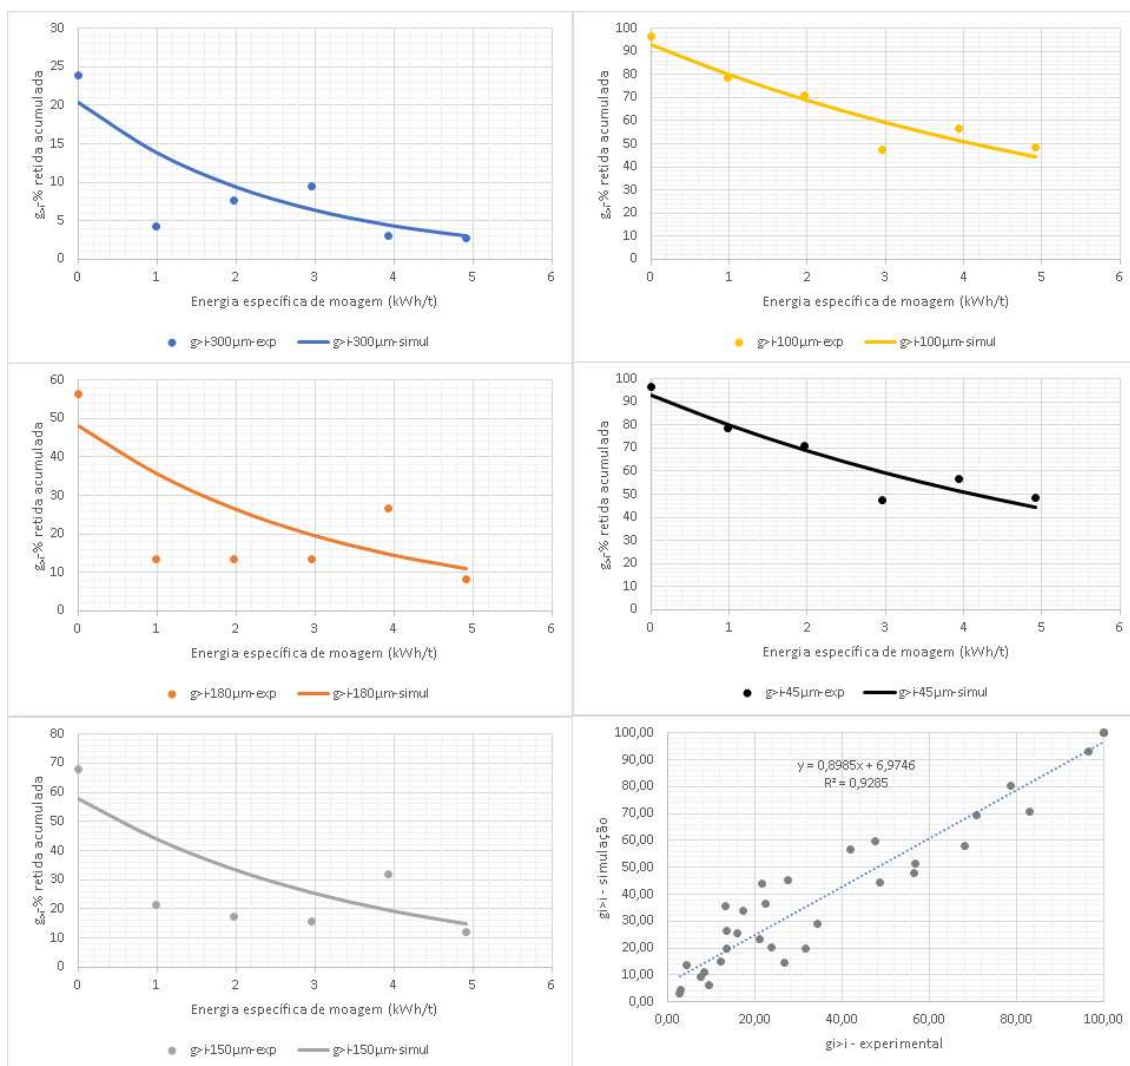 30
25
20
15
10
5
0
g>i-% retida acumulada
0 1 2 3 4 5 6
Energia específica de moagem (kWh/t)
g>i-300µm-exp g>i-300µm-simul
100
90
80
70
60
50
40
30
20
10
0
g>i-% retida acumulada
0 1 2 3 4 5 6
Energia específica de moagem (kWh/t)
g>i-100µm-exp g>i-100µm-simul
60
50
40
30
20
10
0
g>i-% retida acumulada
0 1 2 3 4 5 6
Energia específica de moagem (kWh/t)
g>i-180µm-exp g>i-180µm-simul
100
90
80
70
60
50
40
30
20
10
0
g>i-% retida acumulada
0 1 2 3 4 5 6
Energia específica de moagem (kWh/t)
g>i-45µm-exp g>i-45µm-simul
80
70
60
50
40
30
20
10
0
g>i-% retida acumulada
0 1 2 3 4 5 6
Energia específica de moagem (kWh/t)
g>i-150µm-exp g>i-150µm-simul
100,00
90,00
80,00
70,00
60,00
50,00
40,00
30,00
20,00
10,00
0,00
gi>i - simulação
y = 0,8985x + 6,9746
R² = 0,9285
0,00 20,00 40,00 60,00 80,00 100,00
gi>i - experimental